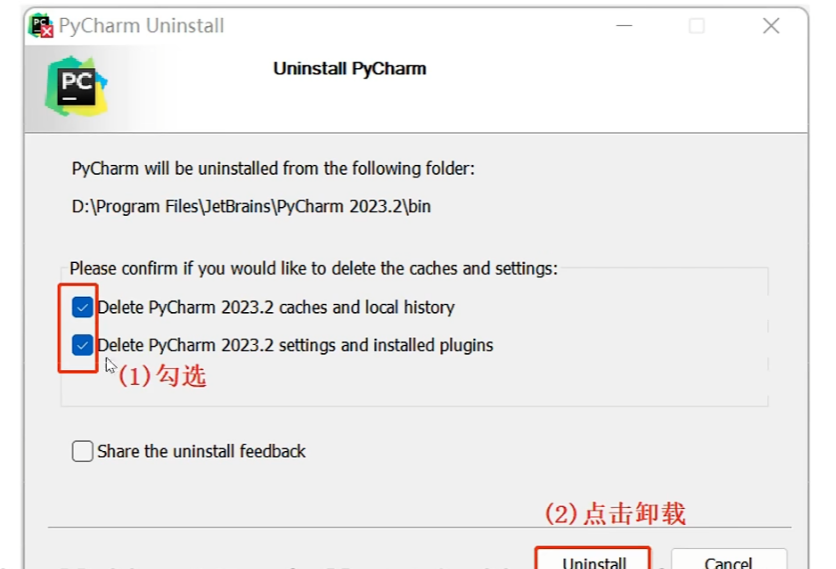 PyCharm Uninstall
PC
Uninstall PyCharm
PyCharm will be uninstalled from the following folder:
D:\Program Files\JetBrains\PyCharm 2023.2\bin
Please confirm if you would like to delete the caches and settings:
Delete PyCharm 2023.2 caches and local history
Delete PyCharm 2023.2 settings and installed plugins
(1)勾选
Share the uninstall feedback
(2)点击卸载
Uninstall Cancel